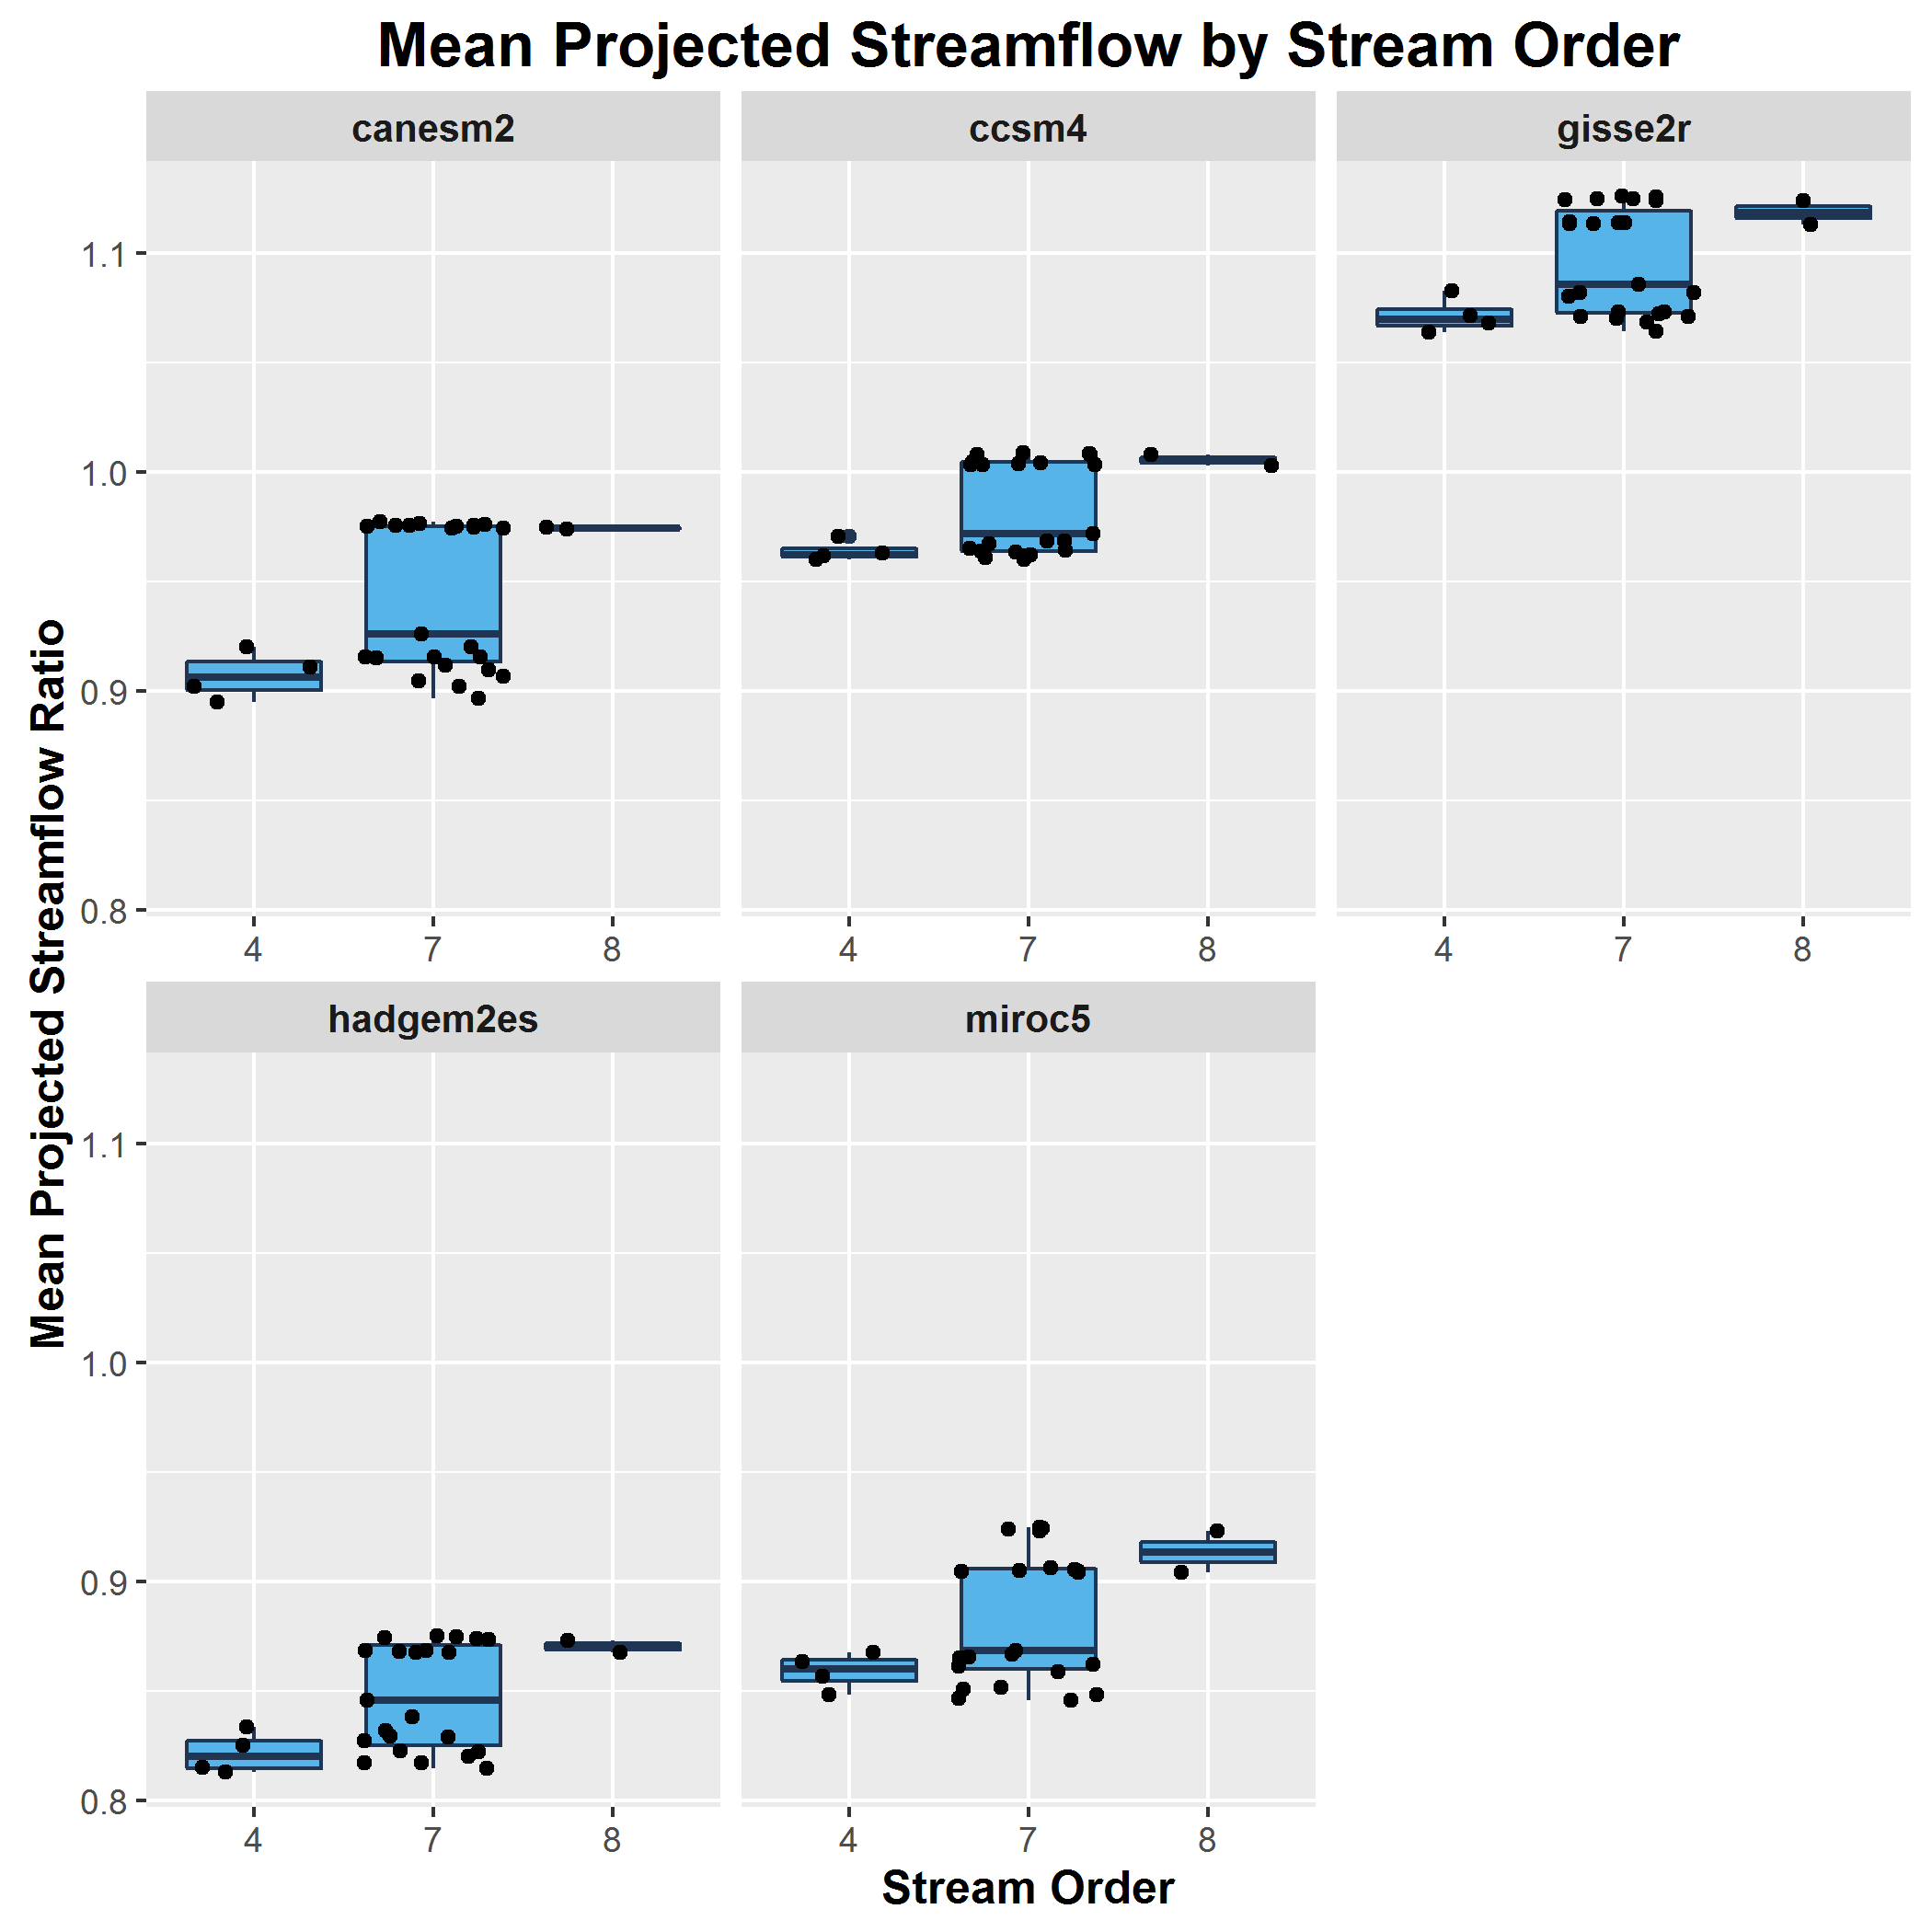 Mean Projected Streamflow by Stream Order
canesm2
ccsm4
gisse2r
1.1
1.0
0.9
0.8
4
7
8
4
7
8
4
7
8
Mean Projected Streamflow Ratio
hadgem2es
miroc5
1.1
1.0
0.9
0.8
4
7
8
4
7
8
Stream Order